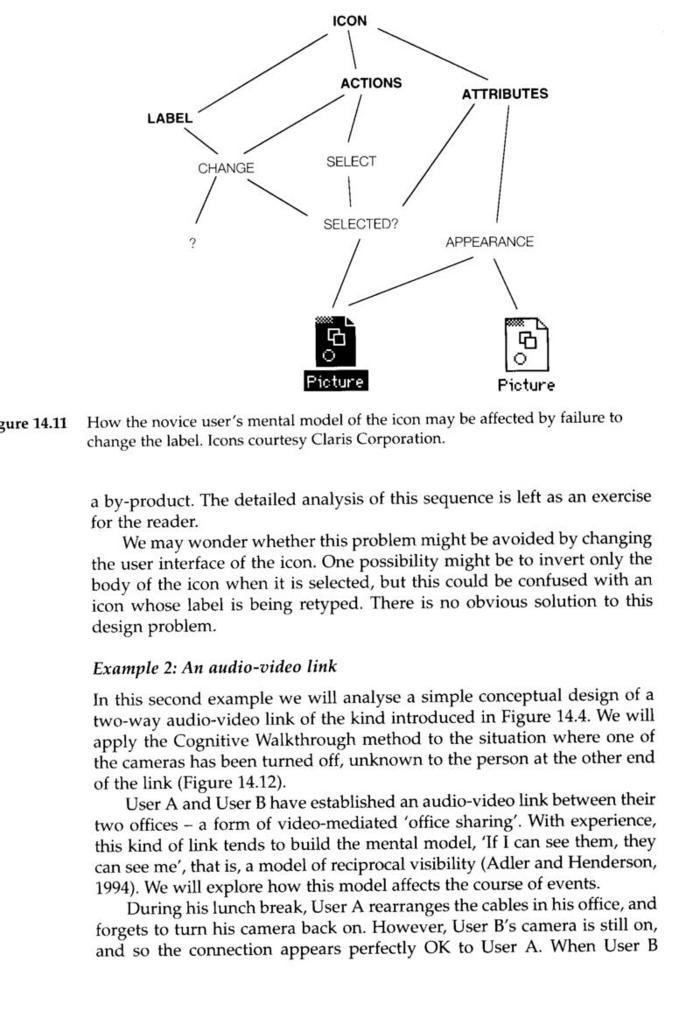 ICON
ACTIONS
ATTRIBUTES
LABEL
CHANGE
SELECT
SELECTED?
?
APPEARANCE
Picture
Picture
gure 14.11 How the novice user's mental model of the icon may be affected by failure to
change the label. Icons courtesy Claris Corporation.
a by-product. The detailed analysis of this sequence is left as an exercise
for the reader.
We may wonder whether this problem might be avoided by changing
the user interface of the icon. One possibility might be to invert only the
body of the icon when it is selected, but this could be confused with an
icon whose label is being retyped. There is no obvious solution to this
design problem.
Example 2: An audio-video link
In this second example we will analyse a simple conceptual design of a
two-way audio-video link of the kind introduced in Figure 14.4. We will
apply the Cognitive Walkthrough method to the situation where one of
the cameras has been turned off, unknown to the person at the other end
of the link (Figure 14.12).
User A and User B have established an audio-video link between their
two offices – a form of video-mediated 'office sharing'. With experience,
this kind of link tends to build the mental model, 'If I can see them, they
can see me', that is, a model of reciprocal visibility (Adler and Henderson,
1994). We will explore how this model affects the course of events.
During his lunch break, User A rearranges the cables in his office, and
forgets to turn his camera back on. However, User B's camera is still on,
and so the connection appears perfectly OK to User A. When User B